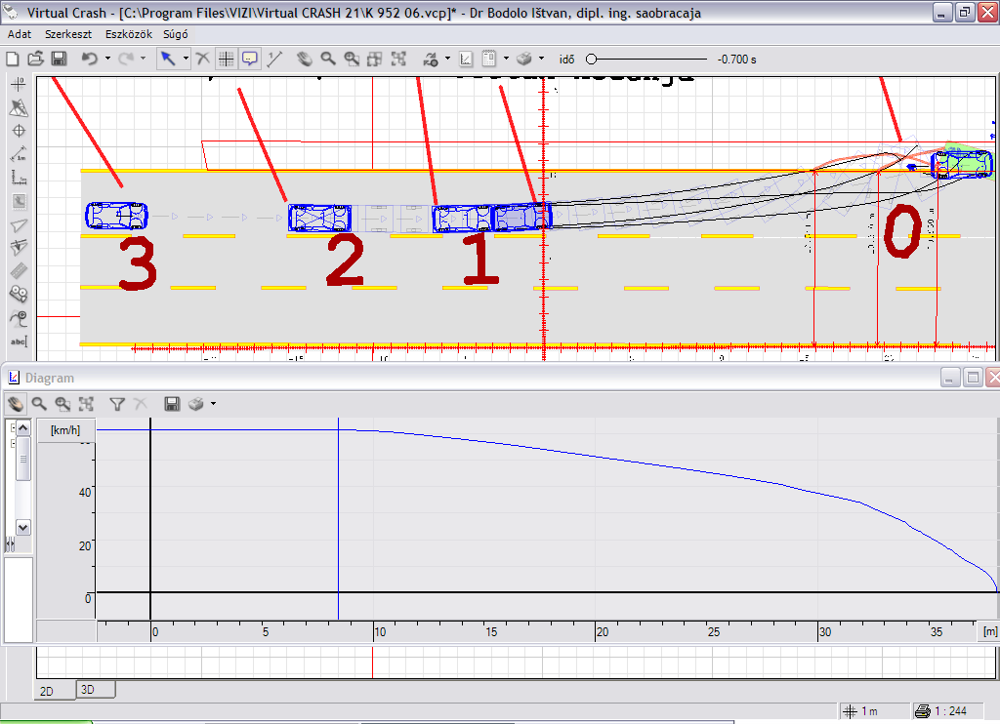 Virtual Crash - [C:\Program Files\VIZI\Virtual CRASH 21\K 952 06.vcp]* - Dr Bodolo Ištvan, dipl. ing. saobracaja
Adat Szerkeszt Eszközök Súgó
idő -0.700 s
3 2 1 0
abc
Diagram
[km/h]
40
20
0
0 5 10 15 20 25 30 35 [m]
2D 3D
1 m 1 : 244